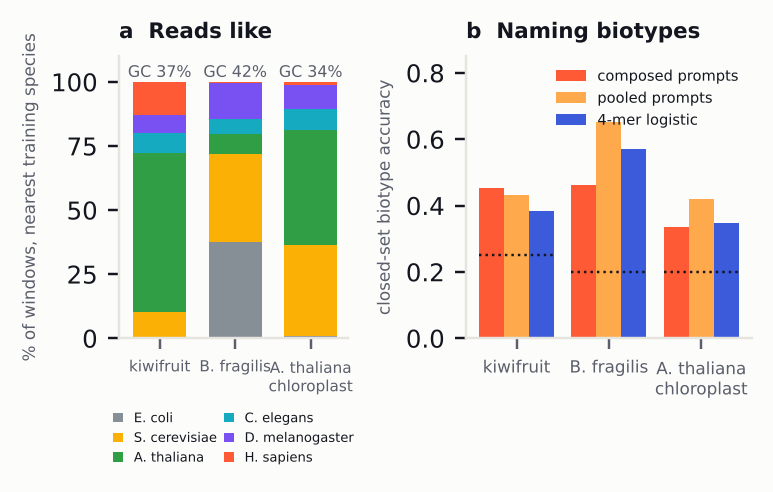 a Reads like
% of windows, nearest training species
GC 37% GC 42% GC 34%
100
75
50
25
0
kiwifruit B. fragilis A. thaliana
chloroplast
E. coli
S. cerevisiae
A. thaliana
C. elegans
D. melanogaster
H. sapiens
b Naming biotypes
closed-set biotype accuracy
composed prompts
pooled prompts
4-mer logistic
0.8
0.6
0.4
0.2
0.0
kiwifruit B. fragilis A. thaliana
chloroplast